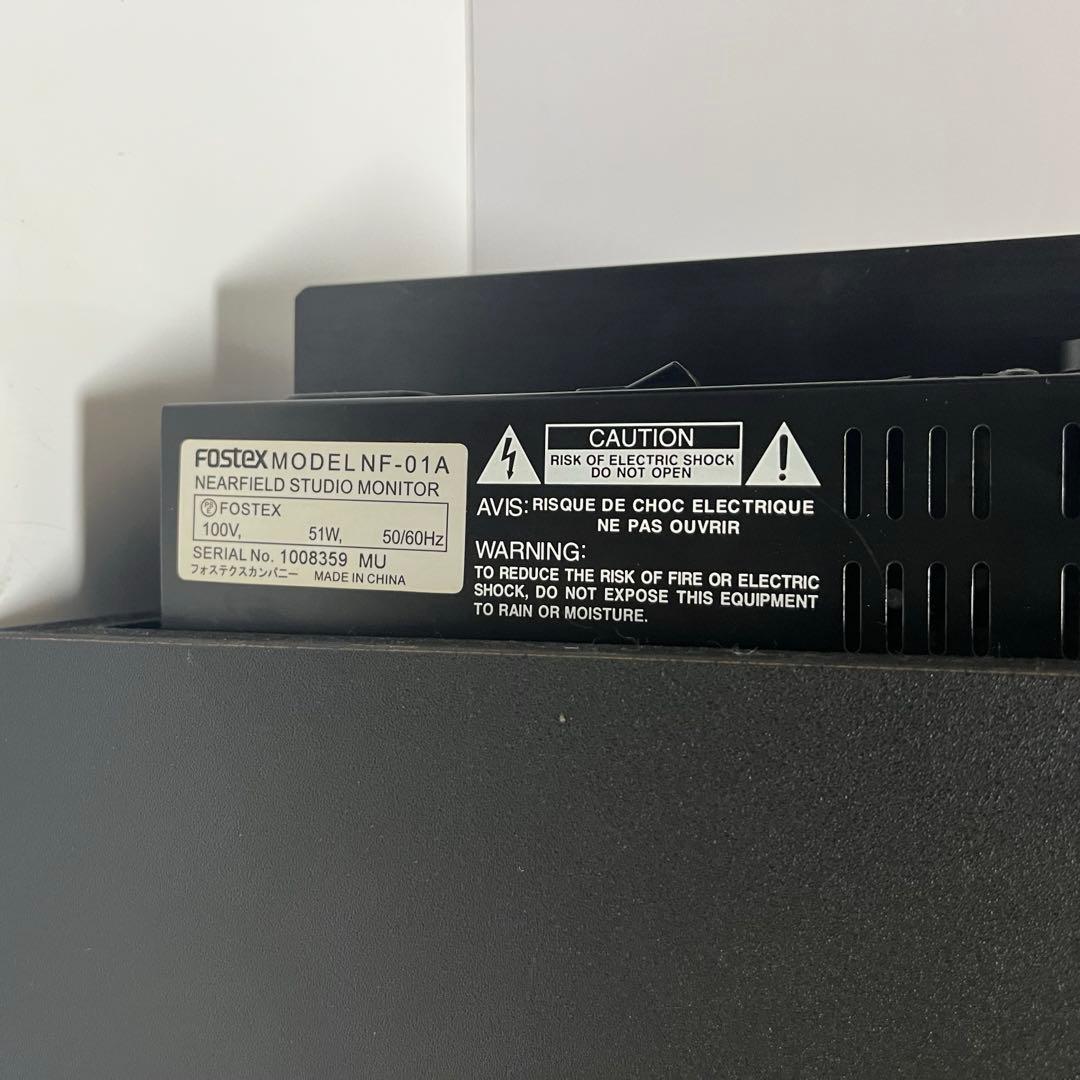 FOSTEX MODEL NF-01A
NEARFIELD STUDIO MONITOR
PS E FOSTEX
100V, 51W, 50/60Hz
SERIAL No. 1008359 MU
フォステクスカンパニー MADE IN CHINA
CAUTION
RISK OF ELECTRIC SHOCK
DO NOT OPEN
AVIS: RISQUE DE CHOC ELECTRIQUE
NE PAS OUVRIR
WARNING:
TO REDUCE THE RISK OF FIRE OR ELECTRIC
SHOCK, DO NOT EXPOSE THIS EQUIPMENT
TO RAIN OR MOISTURE.